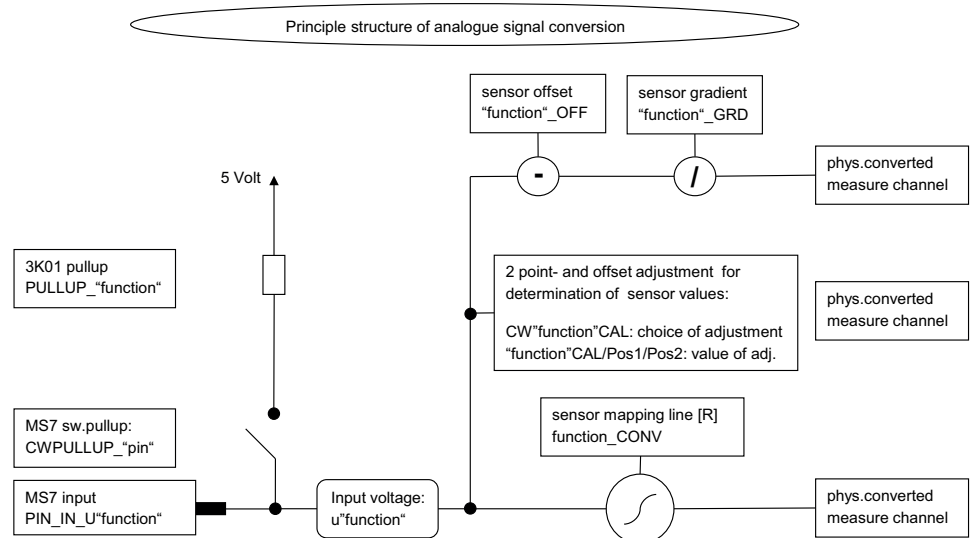 Principle structure of analogue signal conversion
sensor offset
“function“_OFF
sensor gradient
“function“_GRD
-
/
phys.converted
measure channel
5 Volt
3K01 pullup
PULLUP_“function“
2 point- and offset adjustment for
determination of sensor values:
CW”function”CAL: choice of adjustment
“function”CAL/Pos1/Pos2: value of adj.
phys.converted
measure channel
MS7 sw.pullup:
CWPULLUP_“pin“
sensor mapping line [R]
function_CONV
MS7 input
PIN_IN_U“function“
Input voltage:
u”function“
phys.converted
measure channel